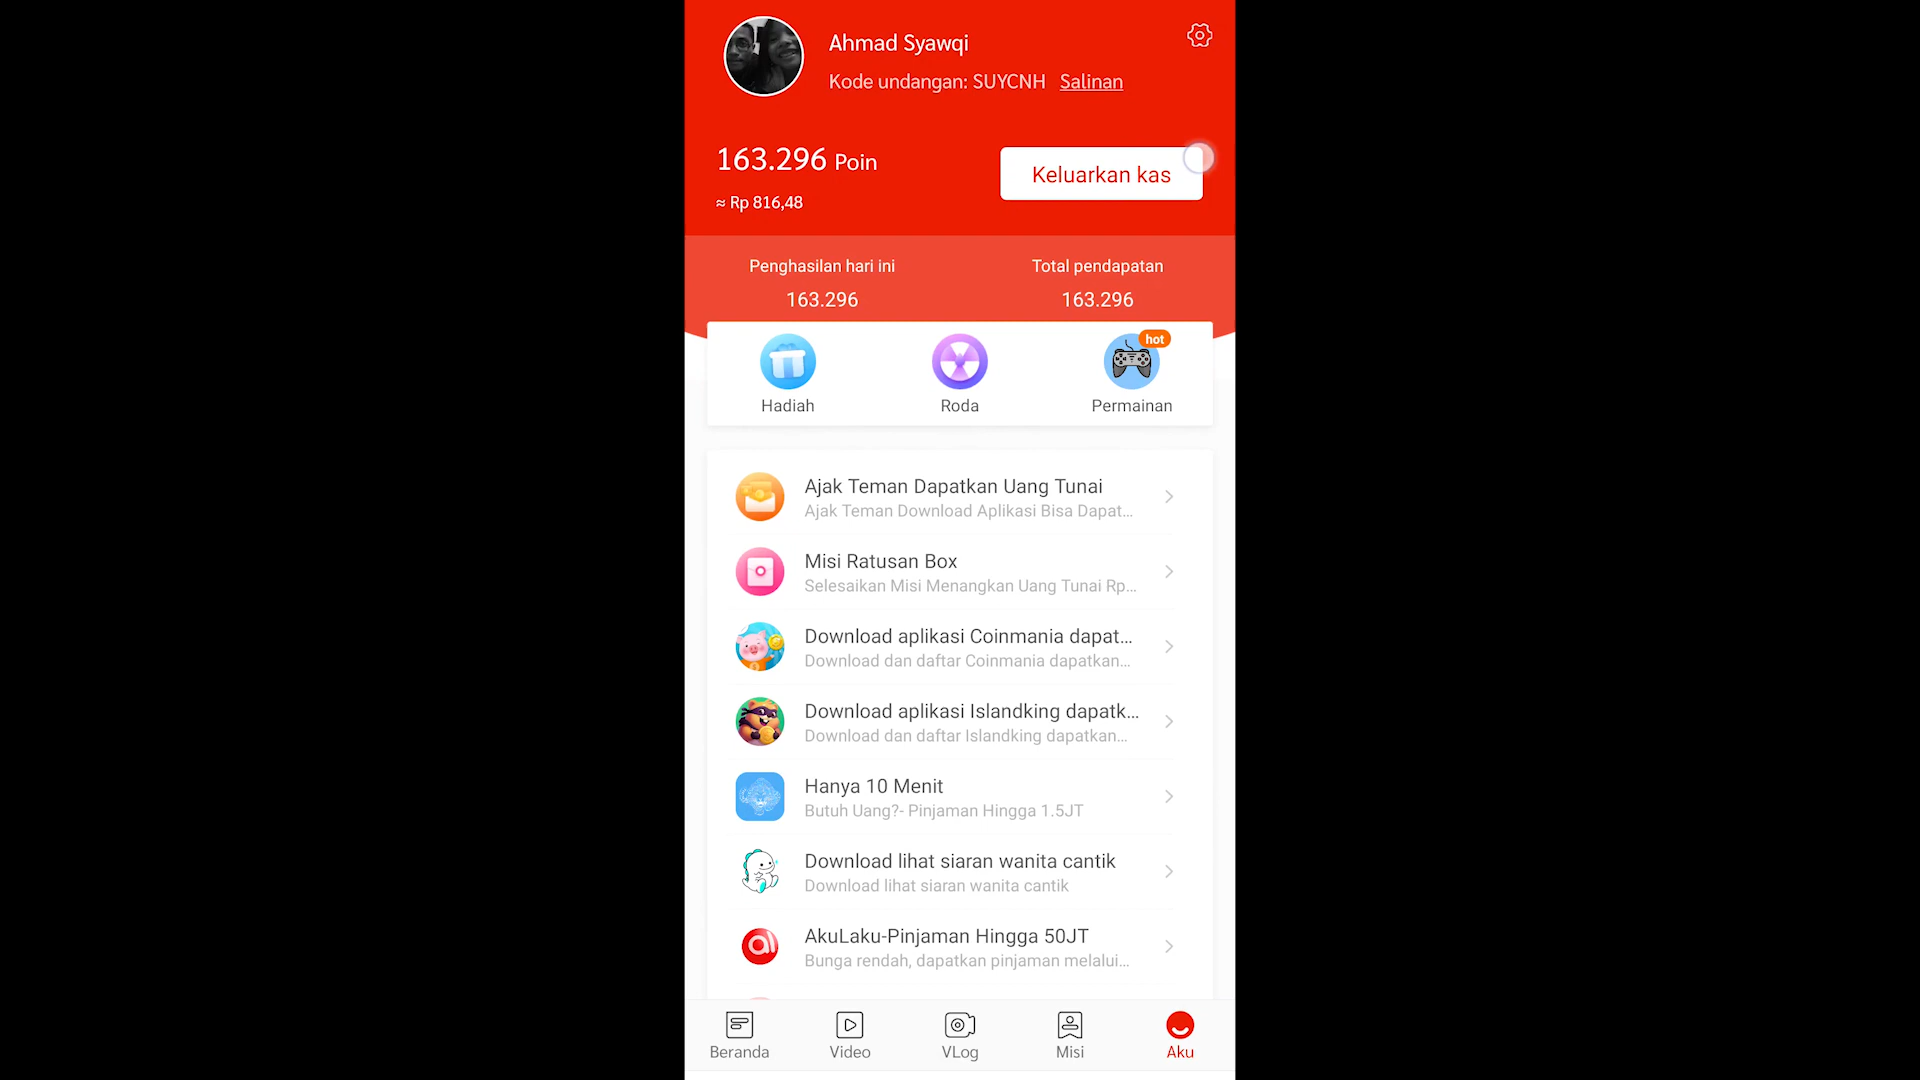 Ahmad Syawqi
Kode undangan: SUYCNH Salinan
163.296 Poin
Keluarkan kas
≈ Rp 816,48
Penghasilan hari ini
Total pendapatan
163.296
163.296
hot
Hadiah
Roda
Permainan
Ajak Teman Dapatkan Uang Tunai
Ajak Teman Download Aplikasi Bisa Dapat...
Misi Ratusan Box
Selesaikan Misi Menangkan Uang Tunai Rp...
Download aplikasi Coinmania dapat...
Download dan daftar Coinmania dapatkan...
Download aplikasi Islandking dapatk...
Download dan daftar Islandking dapatkan...
Hanya 10 Menit
Butuh Uang?- Pinjaman Hingga 1.5JT
Download lihat siaran wanita cantik
Download lihat siaran wanita cantik
AkuLaku-Pinjaman Hingga 50JT
Bunga rendah, dapatkan pinjaman melalui...
Beranda
Video
VLog
Misi
Aku